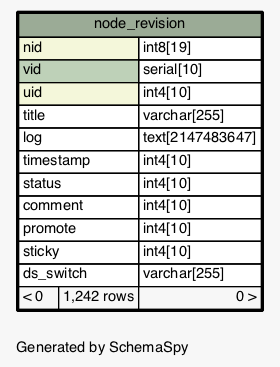 node_revision
nid int8[19]
vid serial[10]
uid int4[10]
title varchar[255]
log text[2147483647]
timestamp int4[10]
status int4[10]
comment int4[10]
promote int4[10]
sticky int4[10]
ds_switch varchar[255]
< 0 1,242 rows 0 >
Generated by SchemaSpy